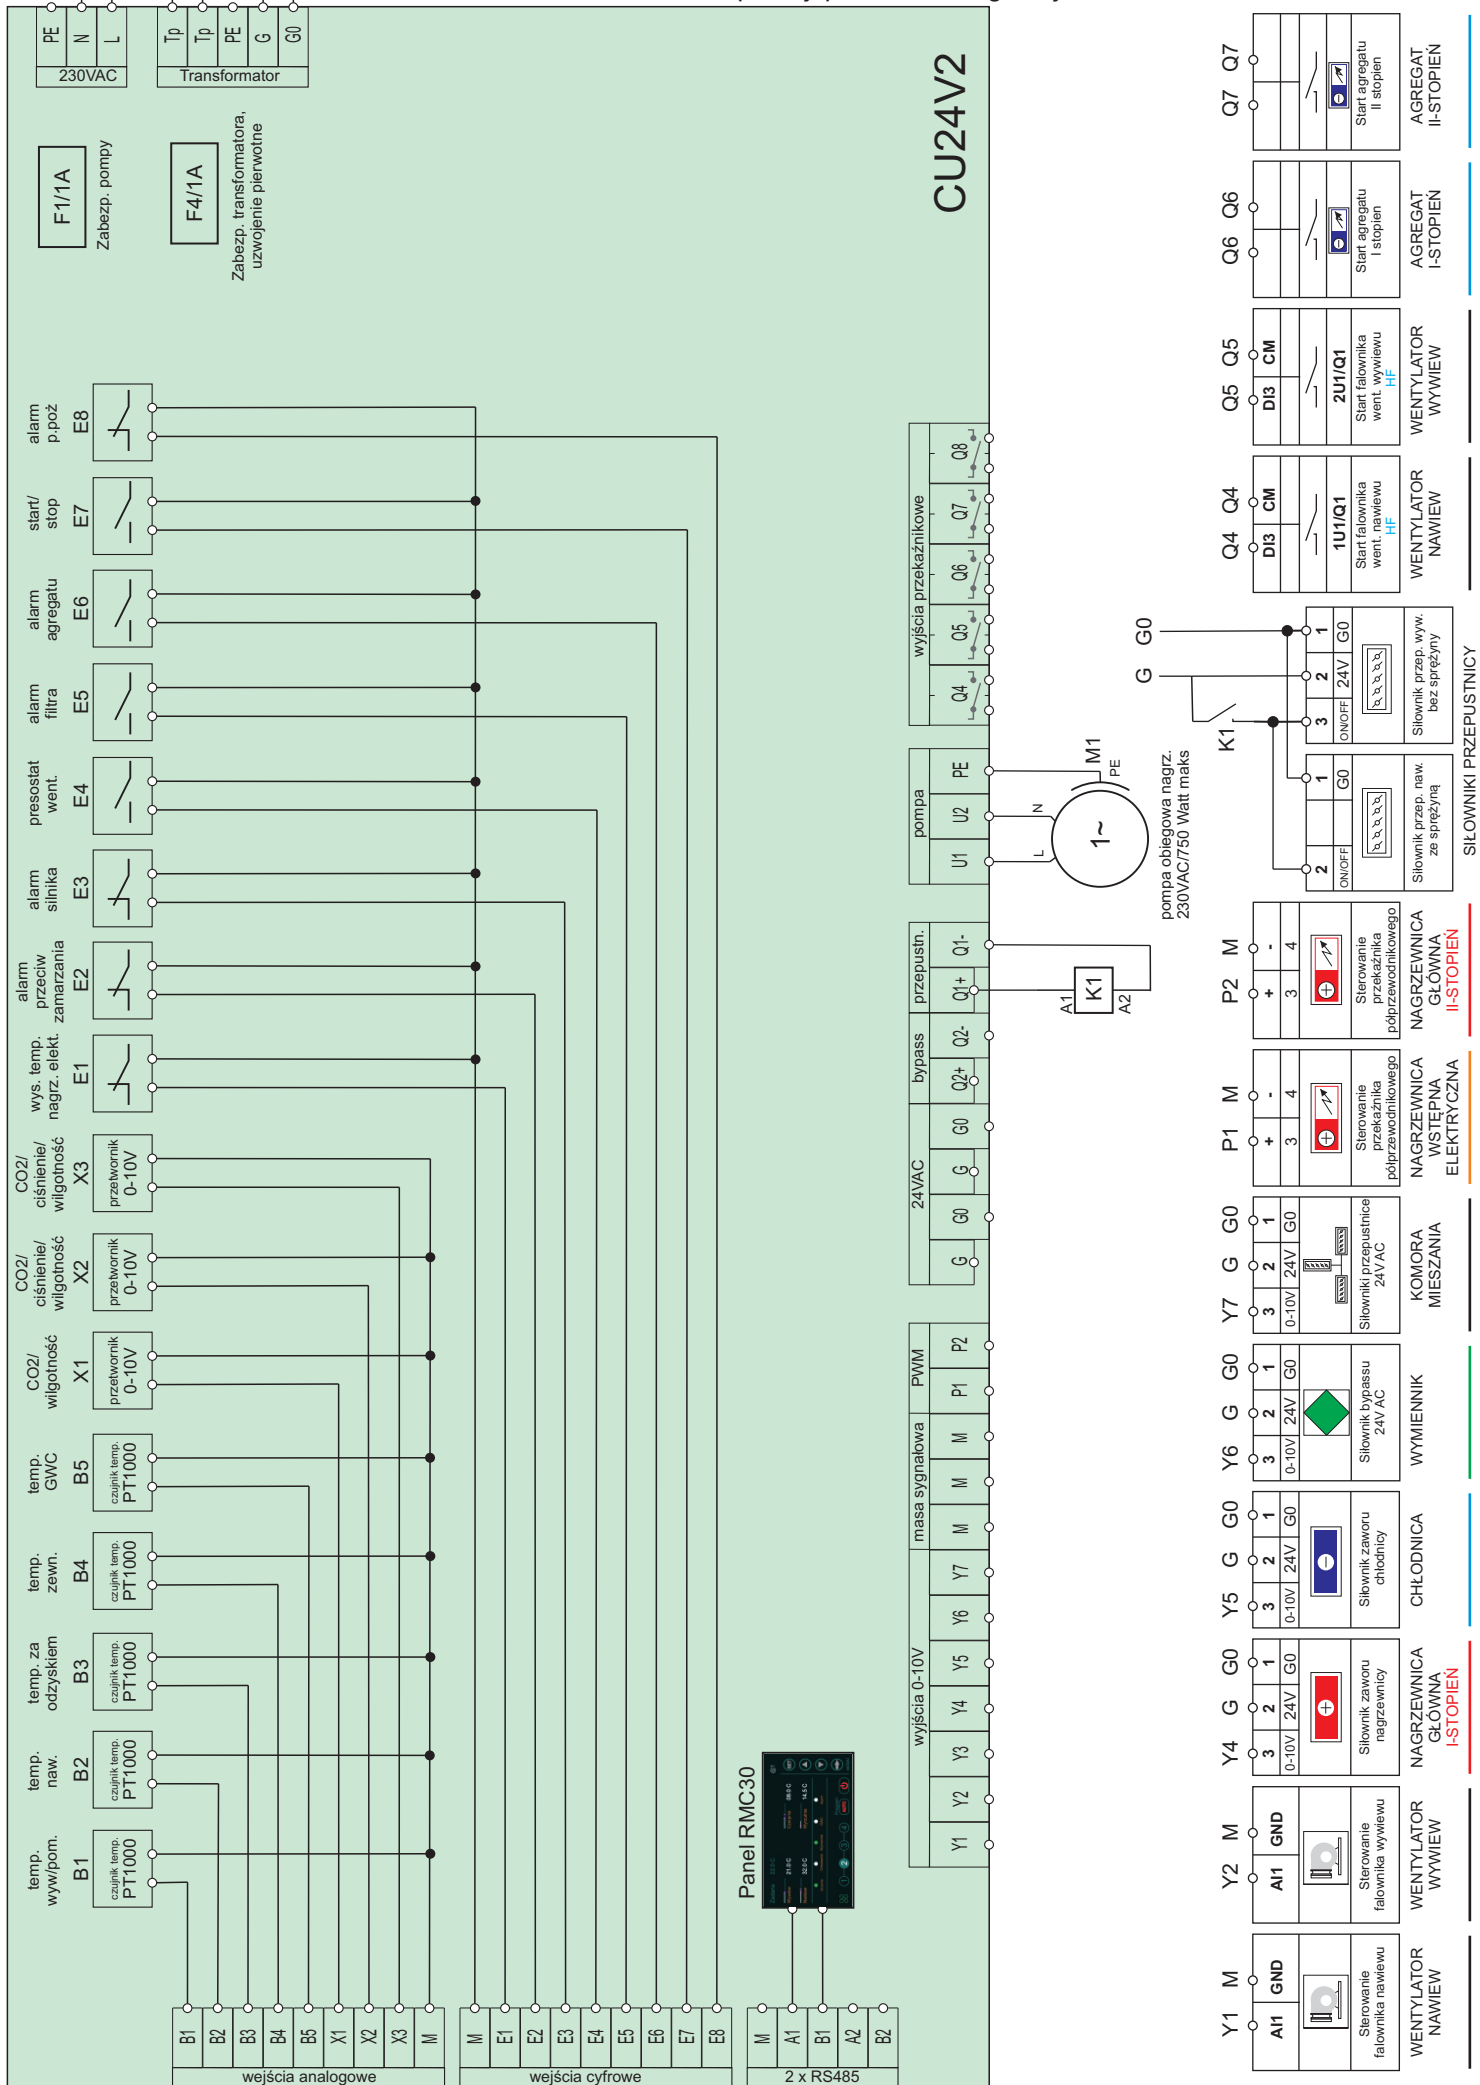 PE
N
L
230VAC
Tp
Tp
PE
G
G0
Transformator
F1/1A
Zabezp. pompy
F4/1A
Zabezp. transformatora,
uzwojenie pierwotne
CU24V2
alarm
p.poż
E8
start/
stop
E7
alarm
agregatu
E6
alarm
filtra
E5
presostat
went.
E4
alarm
silnika
E3
alarm
przeciw
zamarzania
E2
wys. temp.
nagrz. elekt.
E1
CO2/
ciśnienie/
wilgotność
X3
przetwornik
0-10V
CO2/
ciśnienie/
wilgotność
X2
przetwornik
0-10V
CO2/
wilgotność
X1
przetwornik
0-10V
temp.
GWC
B5
czujnik temp.
PT1000
temp.
zewn.
B4
czujnik temp.
PT1000
temp. za
odzyskiem
B3
czujnik temp.
PT1000
temp.
naw.
B2
czujnik temp.
PT1000
temp.
wyw/pom.
B1
czujnik temp.
PT1000
B1
B2
B3
B4
B5
X1
X2
X3
M
wejścia analogowe
M
E1
E2
E3
E4
E5
E6
E7
E8
wejścia cyfrowe
M
A1
B1
A2
B2
2 x RS485
Panel RMC30
wyjścia 0-10V
Y1
Y2
Y3
Y4
Y5
Y6
Y7
masa sygnałowa
M
M
M
PWM
P1
P2
24VAC
G
G0
G
G0
bypass
Q2+
Q2-
przepustn.
Q1+
Q1-
pompa
U1
U2
PE
wyjścia przekaźnikowe
Q4
Q5
Q6
Q7
Q8
A1
K1
A2
L
N
M1
PE
1~
pompa obiegowa nagrz.
230VAC/750 Watt maks
Y1 M
AI1 GND
Sterowanie
falownika nawiewu
WENTYLATOR
NAWIEW
Y2 M
AI1 GND
Sterowanie
falownika wywiewu
WENTYLATOR
WYWIEW
Y4 G G0
3 2 1
0-10V 24V G0
Siłownik zaworu
nagrzewnicy
NAGRZEWNICA
GŁÓWNA
I-STOPIEŃ
Y5 G G0
3 2 1
0-10V 24V G0
Siłownik zaworu
chłodnicy
CHŁODNICA
Y6 G G0
3 2 1
0-10V 24V G0
Siłownik bypassu
24V AC
WYMIENNIK
Y7 G G0
3 2 1
0-10V 24V G0
Siłowniki przepustnice
24V AC
KOMORA
MIESZANIA
P1 M
+ -
3 4
Sterowanie
przekaźnika
półprzewodnikowego
NAGRZEWNICA
WSTĘPNA
ELEKTRYCZNA
P2 M
+ -
3 4
Sterowanie
przekaźnika
półprzewodnikowego
NAGRZEWNICA
GŁÓWNA
II-STOPIEŃ
G G0
K1
2 1
ON/OFF G0
Siłownik przep. naw.
ze sprężyną
3 2 1
ON/OFF 24V G0
Siłownik przep. wyw.
bez sprężyny
SIŁOWNIKI PRZEPUSTNICY
Q4 Q4
DI3 CM
1U1/Q1
Start falownika
went. nawiewu
HF
WENTYLATOR
NAWIEW
Q5 Q5
DI3 CM
2U1/Q1
Start falownika
went. wywiewu
HF
WENTYLATOR
WYWIEW
Q6 Q6
Start agregatu
I stopien
AGREGAT
I-STOPIEŃ
Q7 Q7
Start agregatu
II stopien
AGREGAT
II-STOPIEŃ